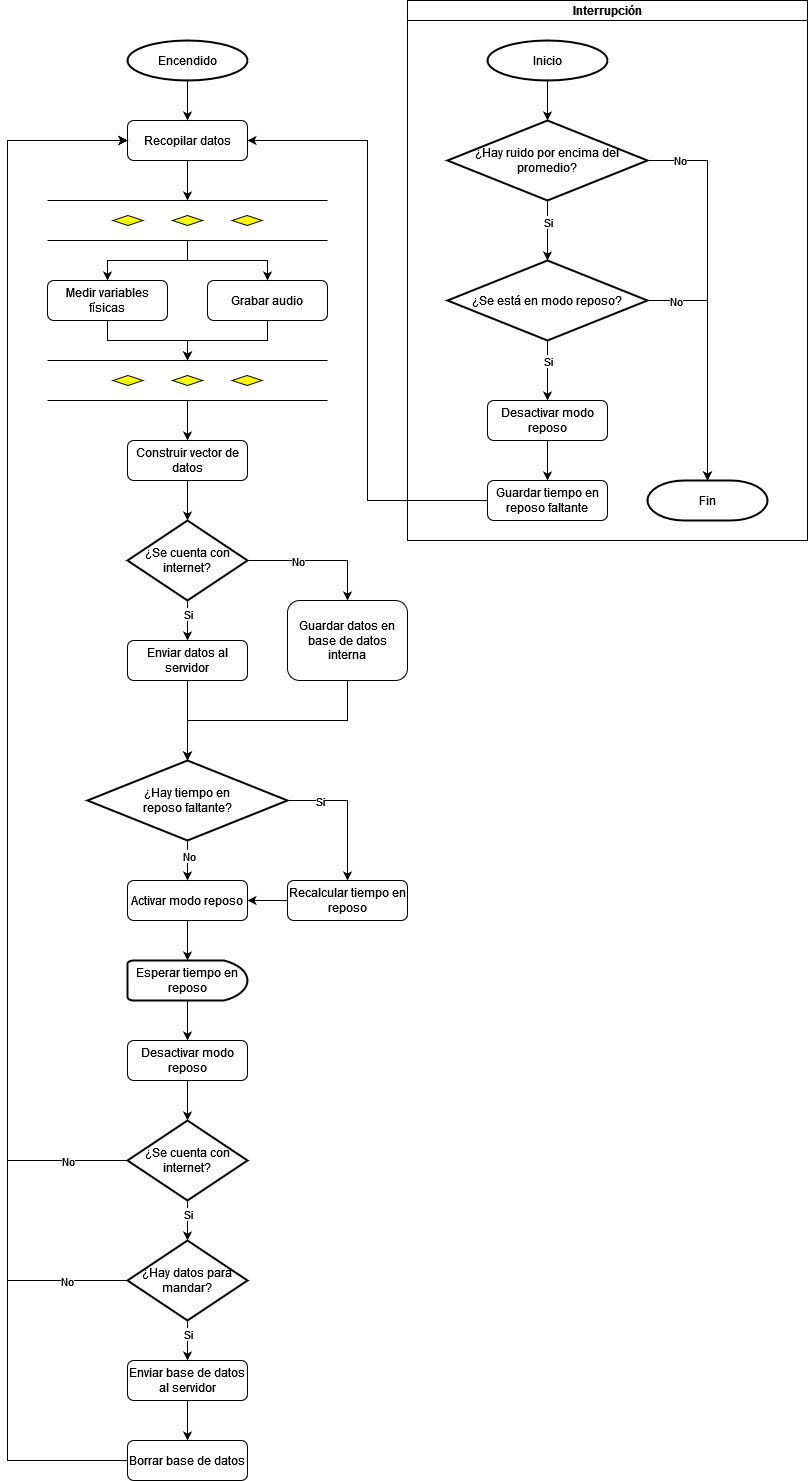 Interrupción
Encendido
Inicio
Recopilar datos
¿Hay ruido por encima del
promedio?
No
Si
Medir variables
físicas
Grabar audio
¿Se está en modo reposo?
No
Si
Desactivar modo
reposo
Construir vector de
datos
Guardar tiempo en
reposo faltante
Fin
¿Se cuenta con
internet?
No
Si
Guardar datos en
base de datos
interna
Enviar datos al
servidor
¿Hay tiempo en
reposo faltante?
Si
No
Activar modo reposo
Recalcular tiempo en
reposo
Esperar tiempo en
reposo
Desactivar modo
reposo
¿Se cuenta con
internet?
No
Si
¿Hay datos para
mandar?
No
Si
Enviar base de datos
al servidor
Borrar base de datos